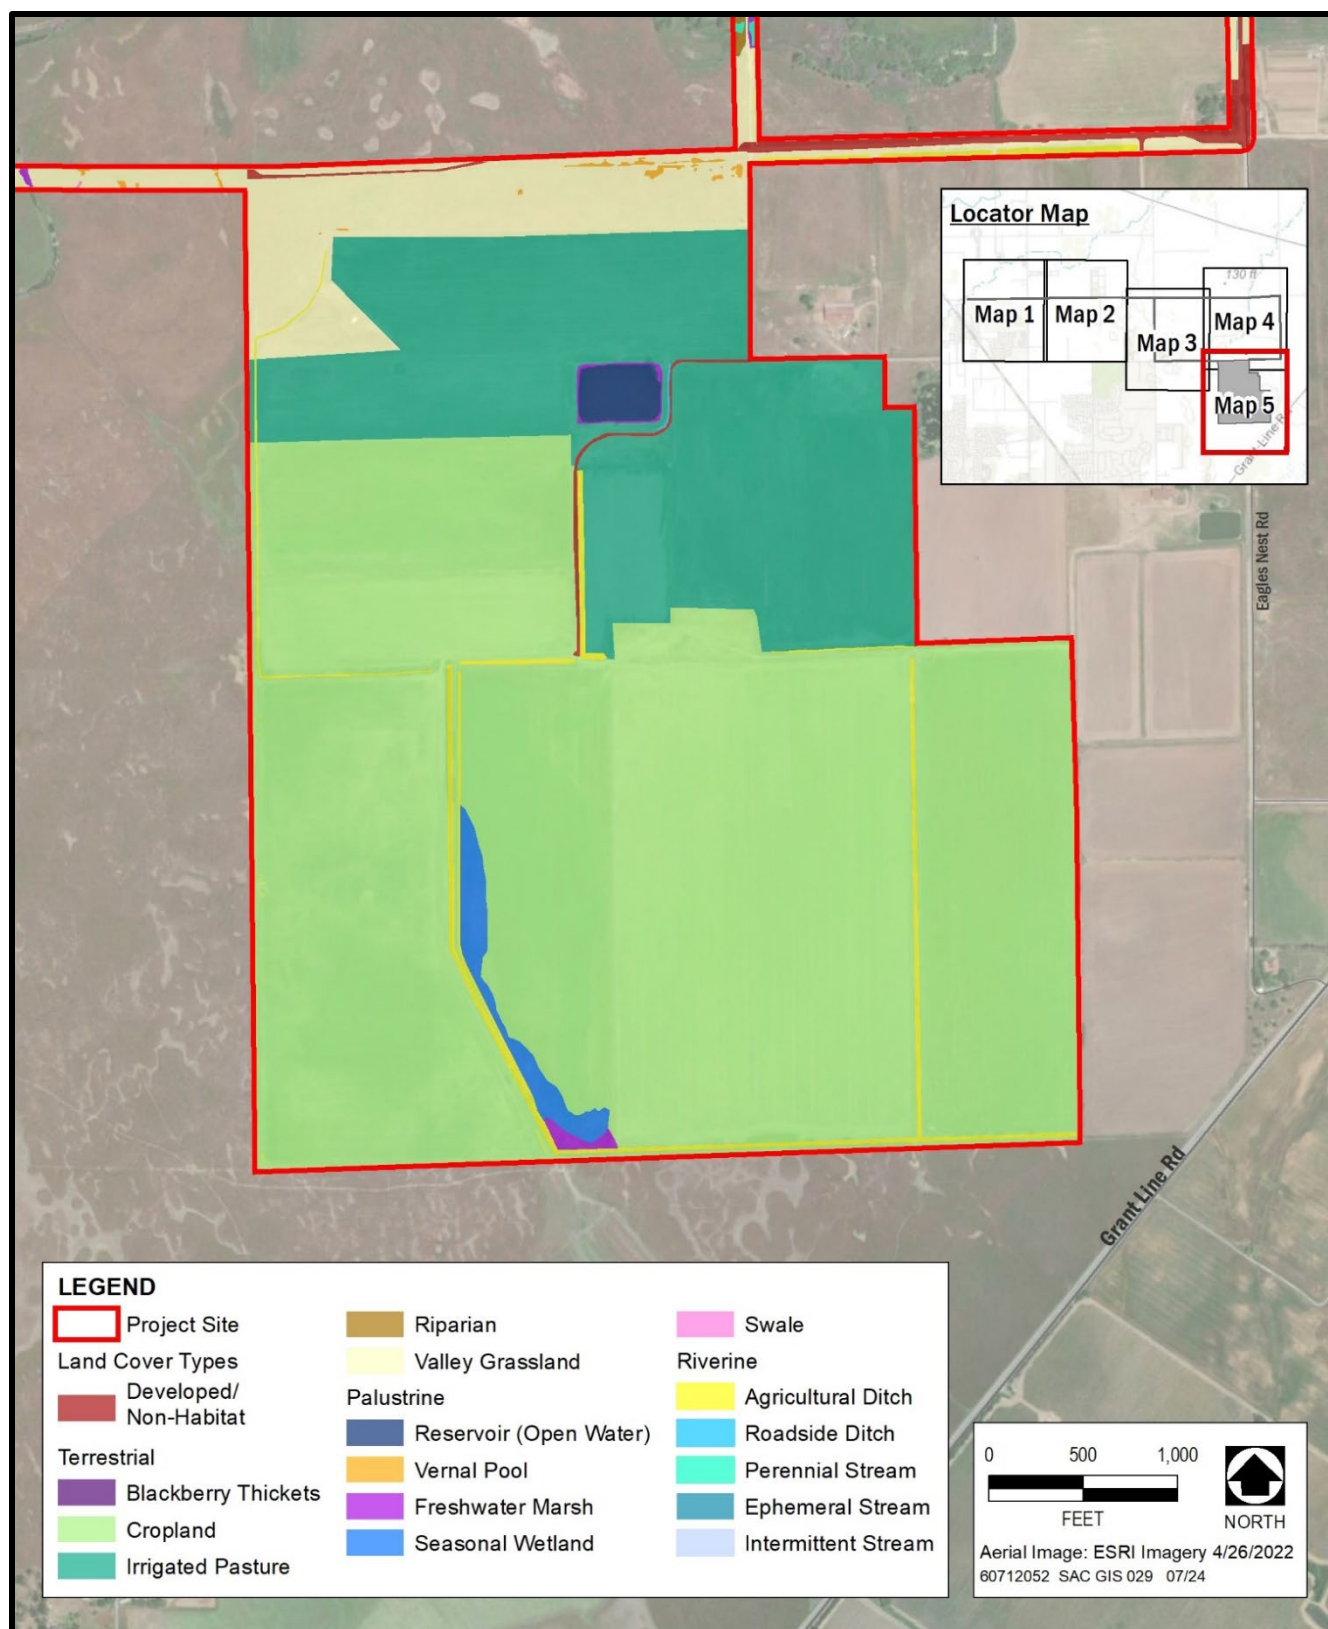 Locator Map
130 ft
Map 1
Map 2
Map 3
Map 4
Map 5
Grant-Line R
Eagles Nest Rd
Grant Line Rd
LEGEND
Project Site
Land Cover Types
Developed/
Non-Habitat
Terrestrial
Blackberry Thickets
Cropland
Irrigated Pasture
Riparian
Valley Grassland
Palustrine
Reservoir (Open Water)
Vernal Pool
Freshwater Marsh
Seasonal Wetland
Swale
Riverine
Agricultural Ditch
Roadside Ditch
Perennial Stream
Ephemeral Stream
Intermittent Stream
0 500 1,000
FEET
NORTH
Aerial Image: ESRI Imagery 4/26/2022
60712052 SAC GIS 029 07/24